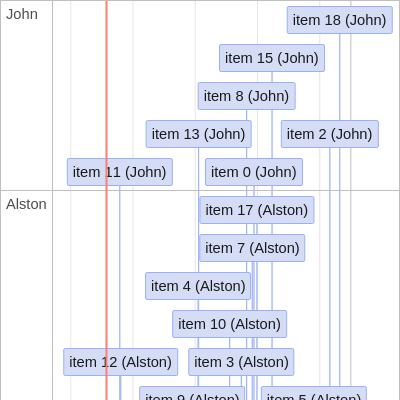 John
item 18 (John)
item 15 (John)
item 8 (John)
item 13 (John)
item 2 (John)
item 11 (John)
item 0 (John)
Alston
item 17 (Alston)
item 7 (Alston)
item 4 (Alston)
item 10 (Alston)
item 12 (Alston)
item 3 (Alston)
item 9 (Alston)
item 5 (Alston)